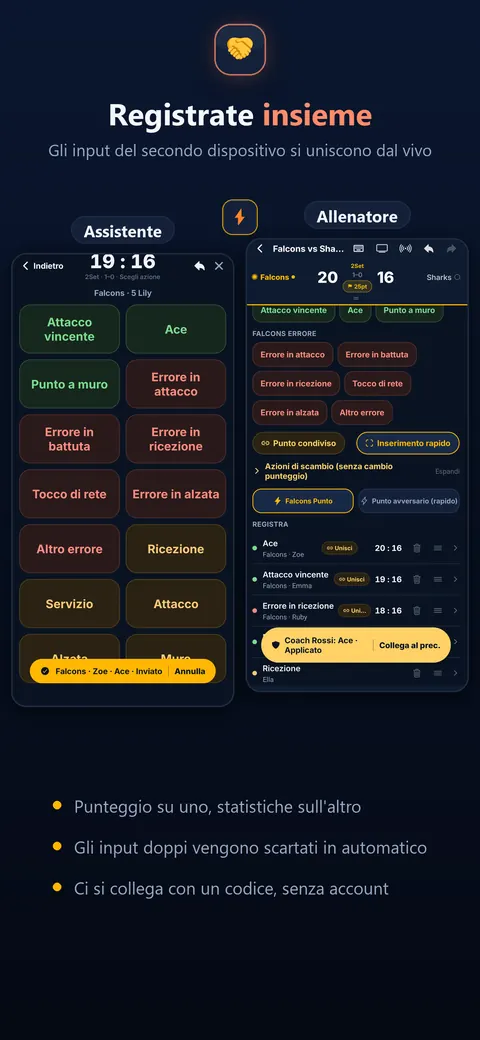 Registrate insieme
Gli input del secondo dispositivo si uniscono dal vivo
Assistente
Allenatore
Indietro
19 : 16
2Set · 1-0 · Scegli azione
Falcons · 5 Lily
Attacco
vincente
Ace
Punto a muro
Errore in
attacco
Errore in
battuta
Errore in
ricezione
Tocco di rete
Errore in alzata
Altro errore
Ricezione
Servizio
Attacco
Alzata
Muro
Falcons · Zoe · Ace · Inviato
Annulla
Falcons vs Sha...
Falcons
20
2Set
1-0
25pt
16
Sharks
Attacco vincente
Ace
Punto a muro
FALCONS ERRORE
Errore in attacco
Errore in battuta
Errore in ricezione
Tocco di rete
Errore in alzata
Altro errore
Punto condiviso
Inserimento rapido
Azioni di scambio (senza cambio
punteggio)
Espandi
Falcons Punto
Punto avversario (rapido)
REGISTRA
Ace
Falcons · Zoe
Unisci
20 : 16
Attacco vincente
Falcons · Emma
Unisci
19 : 16
Errore in ricezione
Falcons · Ruby
Uni...
18 : 16
Coach Rossi: Ace ·
Applicato
Collega al prec.
Ricezione
Ella
Punteggio su uno, statistiche sull'altro
Gli input doppi vengono scartati in automatico
Ci si collega con un codice, senza account